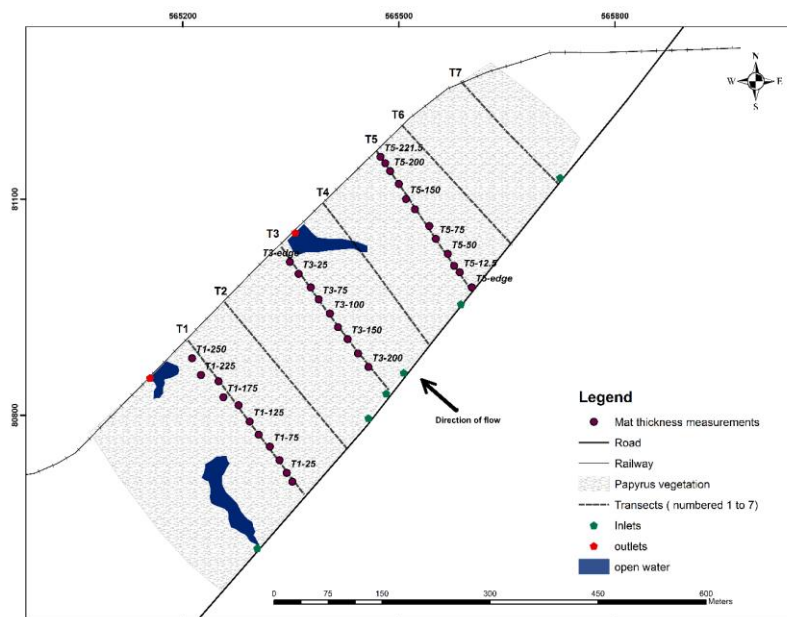 565200
565500
565800
81100
80800
N
W
E
S
T7
T6
T5
T5-221.5
T5-200
T5-150
T5-75
T5-50
T5-12.5
T5-edge
T4
T3
T3-edge
T3-25
T3-75
T3-100
T3-150
T3-200
T2
T1
T1-250
T1-225
T1-175
T1-125
T1-75
T1-25
Direction of flow
Legend
Mat thickness measurements
Road
Railway
Papyrus vegetation
Transects ( numbered 1 to 7)
Inlets
outlets
open water
0 75 150 300 450 600
Meters